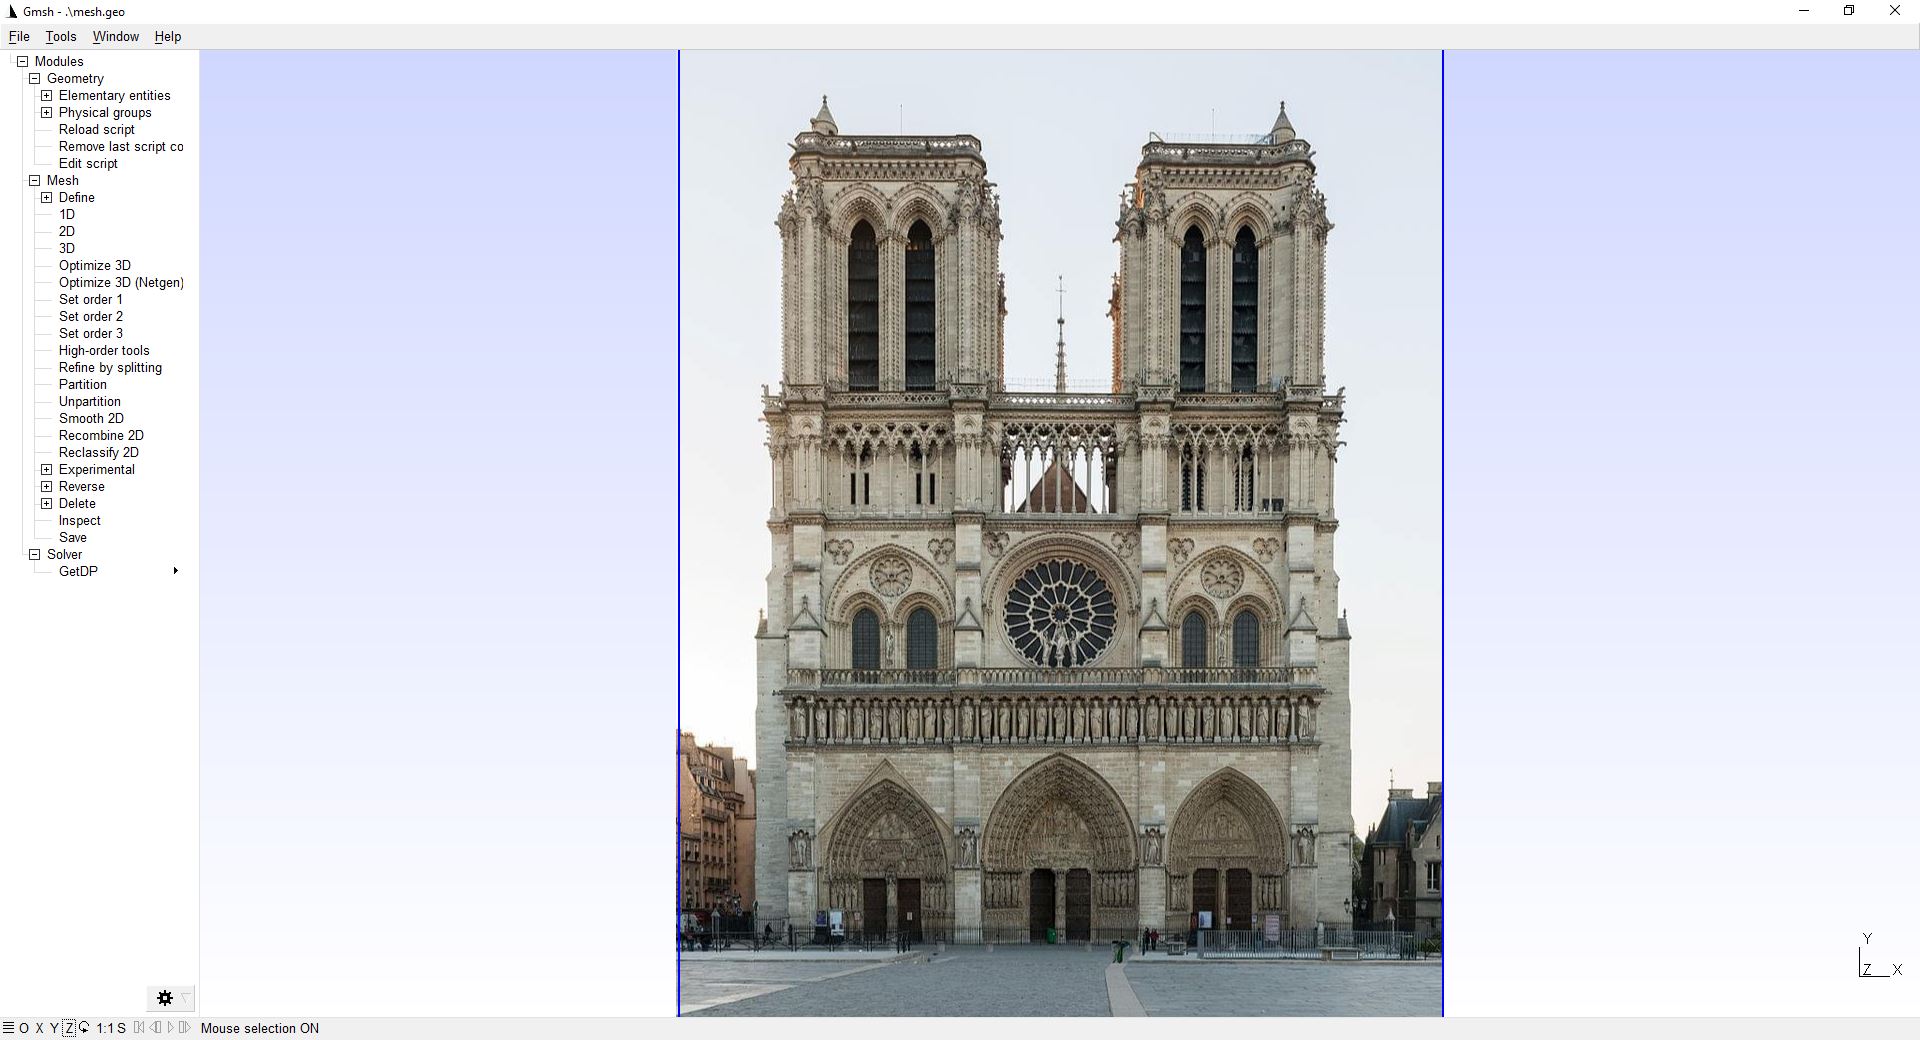 Gmsh - .\mesh.geo
File Tools Window Help
Modules
Geometry
Elementary entities
Physical groups
Reload script
Remove last script co
Edit script
Mesh
Define
1D
2D
3D
Optimize 3D
Optimize 3D (Netgen)
Set order 1
Set order 2
Set order 3
High-order tools
Refine by splitting
Partition
Unpartition
Smooth 2D
Recombine 2D
Reclassify 2D
Experimental
Reverse
Delete
Inspect
Save
Solver
GetDP
Y
Z X
O X Y Z 1:1 S Mouse selection ON